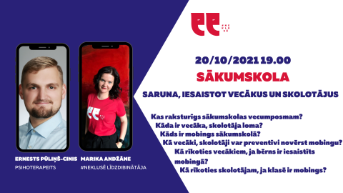 20/10/2021 19.00
SĀKUMSKOLA
SARUNA, IESAISTOT VECĀKUS UN SKOLOTĀJUS
Kas raksturīgs sākumskolas vecumposmam?
Kāda ir vecāka, skolotāja loma?
Kāds ir mobings sākumskolā?
Kā vecāki, skolotāji var preventīvi novērst mobingu?
Kā rīkoties vecākiem, ja bērns ir iesaistīts
mobingā?
Kā rīkoties skolotājam, ja klasē ir mobings?
ERNESTS PŪLIŅŠ-CINIS
PSIHOTERAPEITS
MARIKA ANDŽĀNE
#NEKLUSĒ LĪDZDIBINĀTĀJA